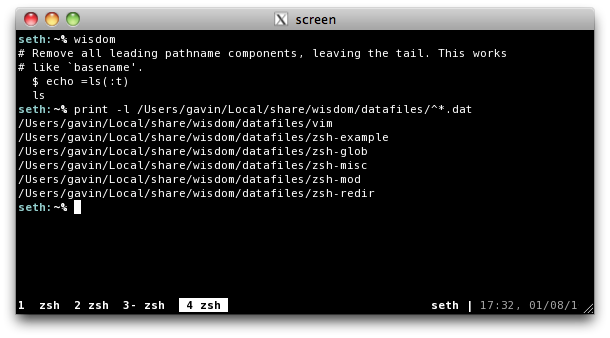 screen
seth:~% wisdom
# Remove all leading pathname components, leaving the tail. This works
# like `basename'.
  $ echo =ls(:t)
  ls
seth:~% print -l /Users/gavin/Local/share/wisdom/datafiles/^*.dat
/Users/gavin/Local/share/wisdom/datafiles/vim
/Users/gavin/Local/share/wisdom/datafiles/zsh-example
/Users/gavin/Local/share/wisdom/datafiles/zsh-glob
/Users/gavin/Local/share/wisdom/datafiles/zsh-misc
/Users/gavin/Local/share/wisdom/datafiles/zsh-mod
/Users/gavin/Local/share/wisdom/datafiles/zsh-redir
seth:~%
1  zsh  2 zsh  3- zsh  4 zsh  seth | 17:32, 01/08/1